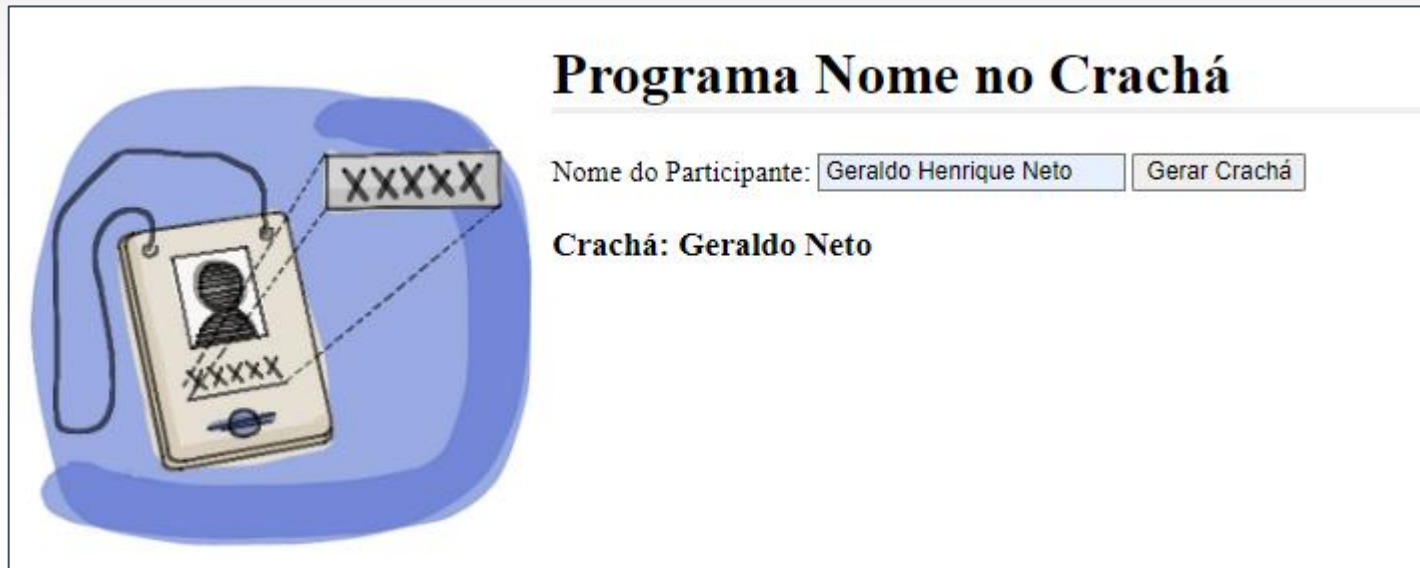 Programa Nome no Crachá
XXXXX
Nome do Participante: Geraldo Henrique Neto Gerar Crachá
Crachá: Geraldo Neto
XXXXX